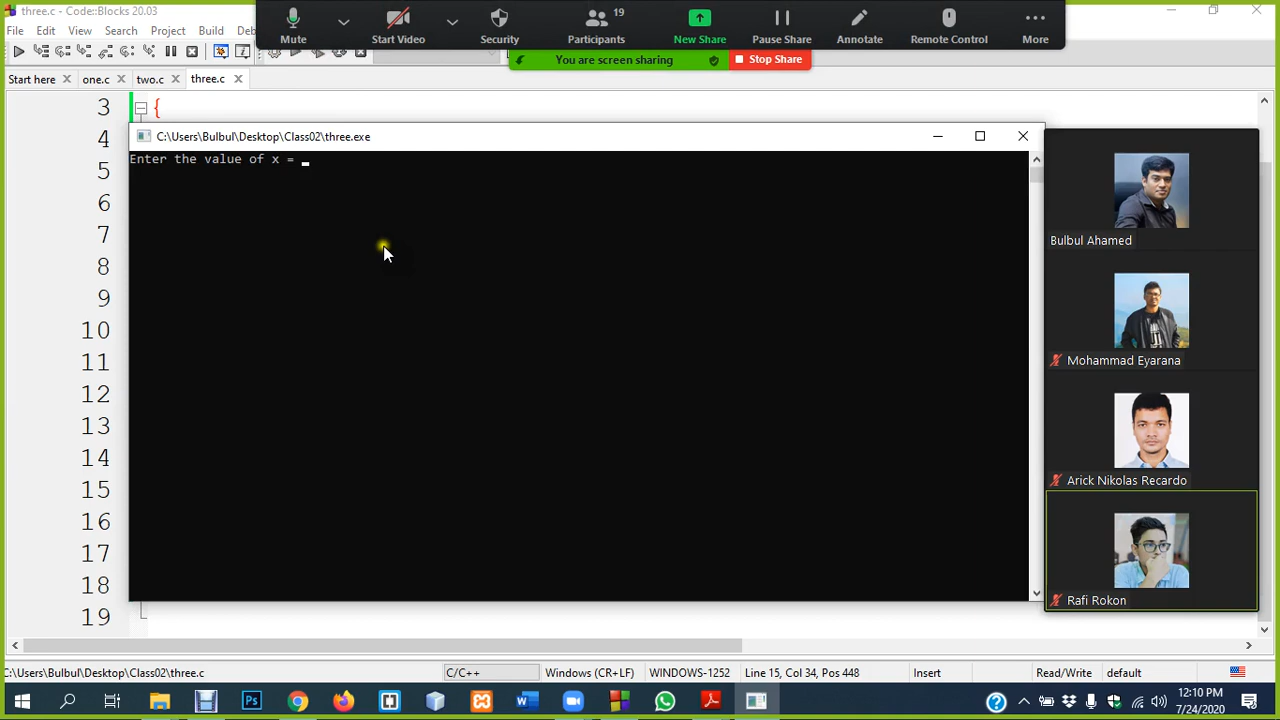 three.c - Code::Blocks 20.03
File Edit View Search Project Build
Mute
Start Video
Security
19
Participants
New Share
Pause Share
Annotate
Remote Control
More
You are screen sharing
Stop Share
Start here
one.c
two.c
three.c
3 {
4
5
6
7
8
9
10
11
12
13
14
15
16
17
18
19
C:\Users\Bulbul\Desktop\Class02\three.exe
Enter the value of x = _
Bulbul Ahamed
Mohammad Eyarana
Arick Nikolas Recardo
Rafi Rokon
C:\Users\Bulbul\Desktop\Class02\three.c
C/C++
Windows (CR+LF)
WINDOWS-1252
Line 15, Col 34, Pos 448
Insert
Read/Write
default
12:10 PM
7/24/2020